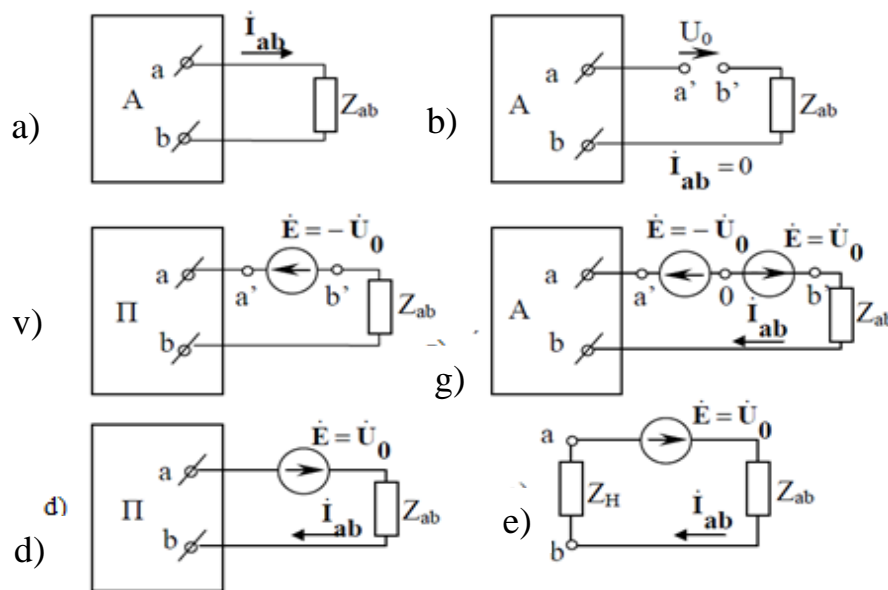 İab
a
A
b
Zab
a)
U0
a
A
b
a’
b’
Zab
İab = 0
b)
Ė = − U̇0
a
П
b
a’
b’
Zab
v)
Ė = − U̇0
Ė = U̇0
a
A
b
a’
0
b’
Zab
İab
g)
Ė = U̇0
a
П
b
Zab
İab
đ)
d)
Ė = U̇0
a
ZH
Zab
b
İab
e)